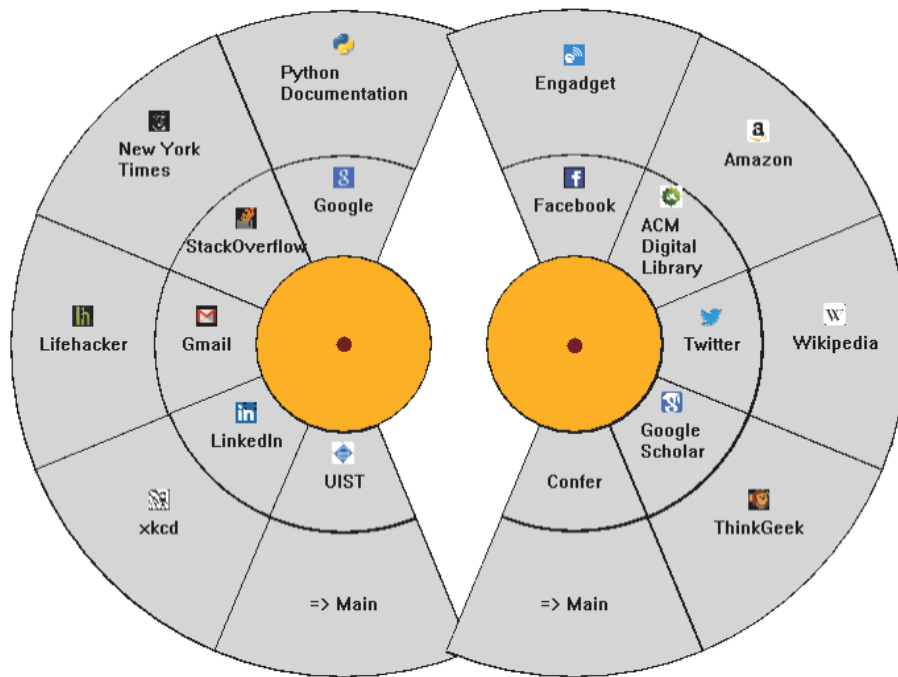 Python
Documentation
New York
Times
Google
StackOverflow
Lifehacker
Gmail
LinkedIn
UIST
xkcd
=> Main
Engadget
Amazon
Facebook
ACM
Digital
Library
Twitter
Wikipedia
Google
Scholar
Confer
ThinkGeek
=> Main